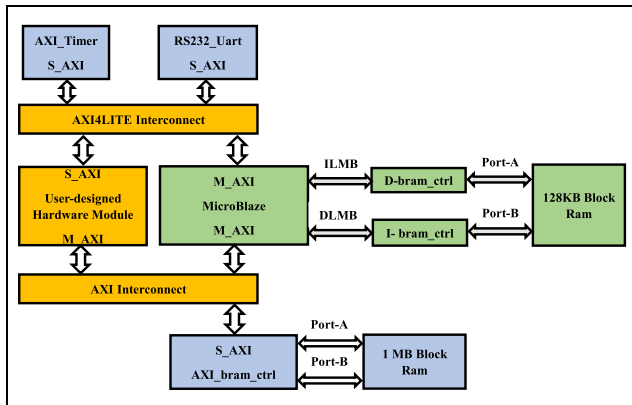 AXI_Timer
S_AXI
RS232_Uart
S_AXI
AXI4LITE Interconnect
S_AXI
User-designed
Hardware Module
M_AXI
M_AXI
MicroBlaze
M_AXI
ILMB
DLMB
D-bram_ctrl
I- bram_ctrl
Port-A
Port-B
128KB Block
Ram
AXI Interconnect
S_AXI
AXI_bram_ctrl
Port-A
Port-B
1 MB Block
Ram